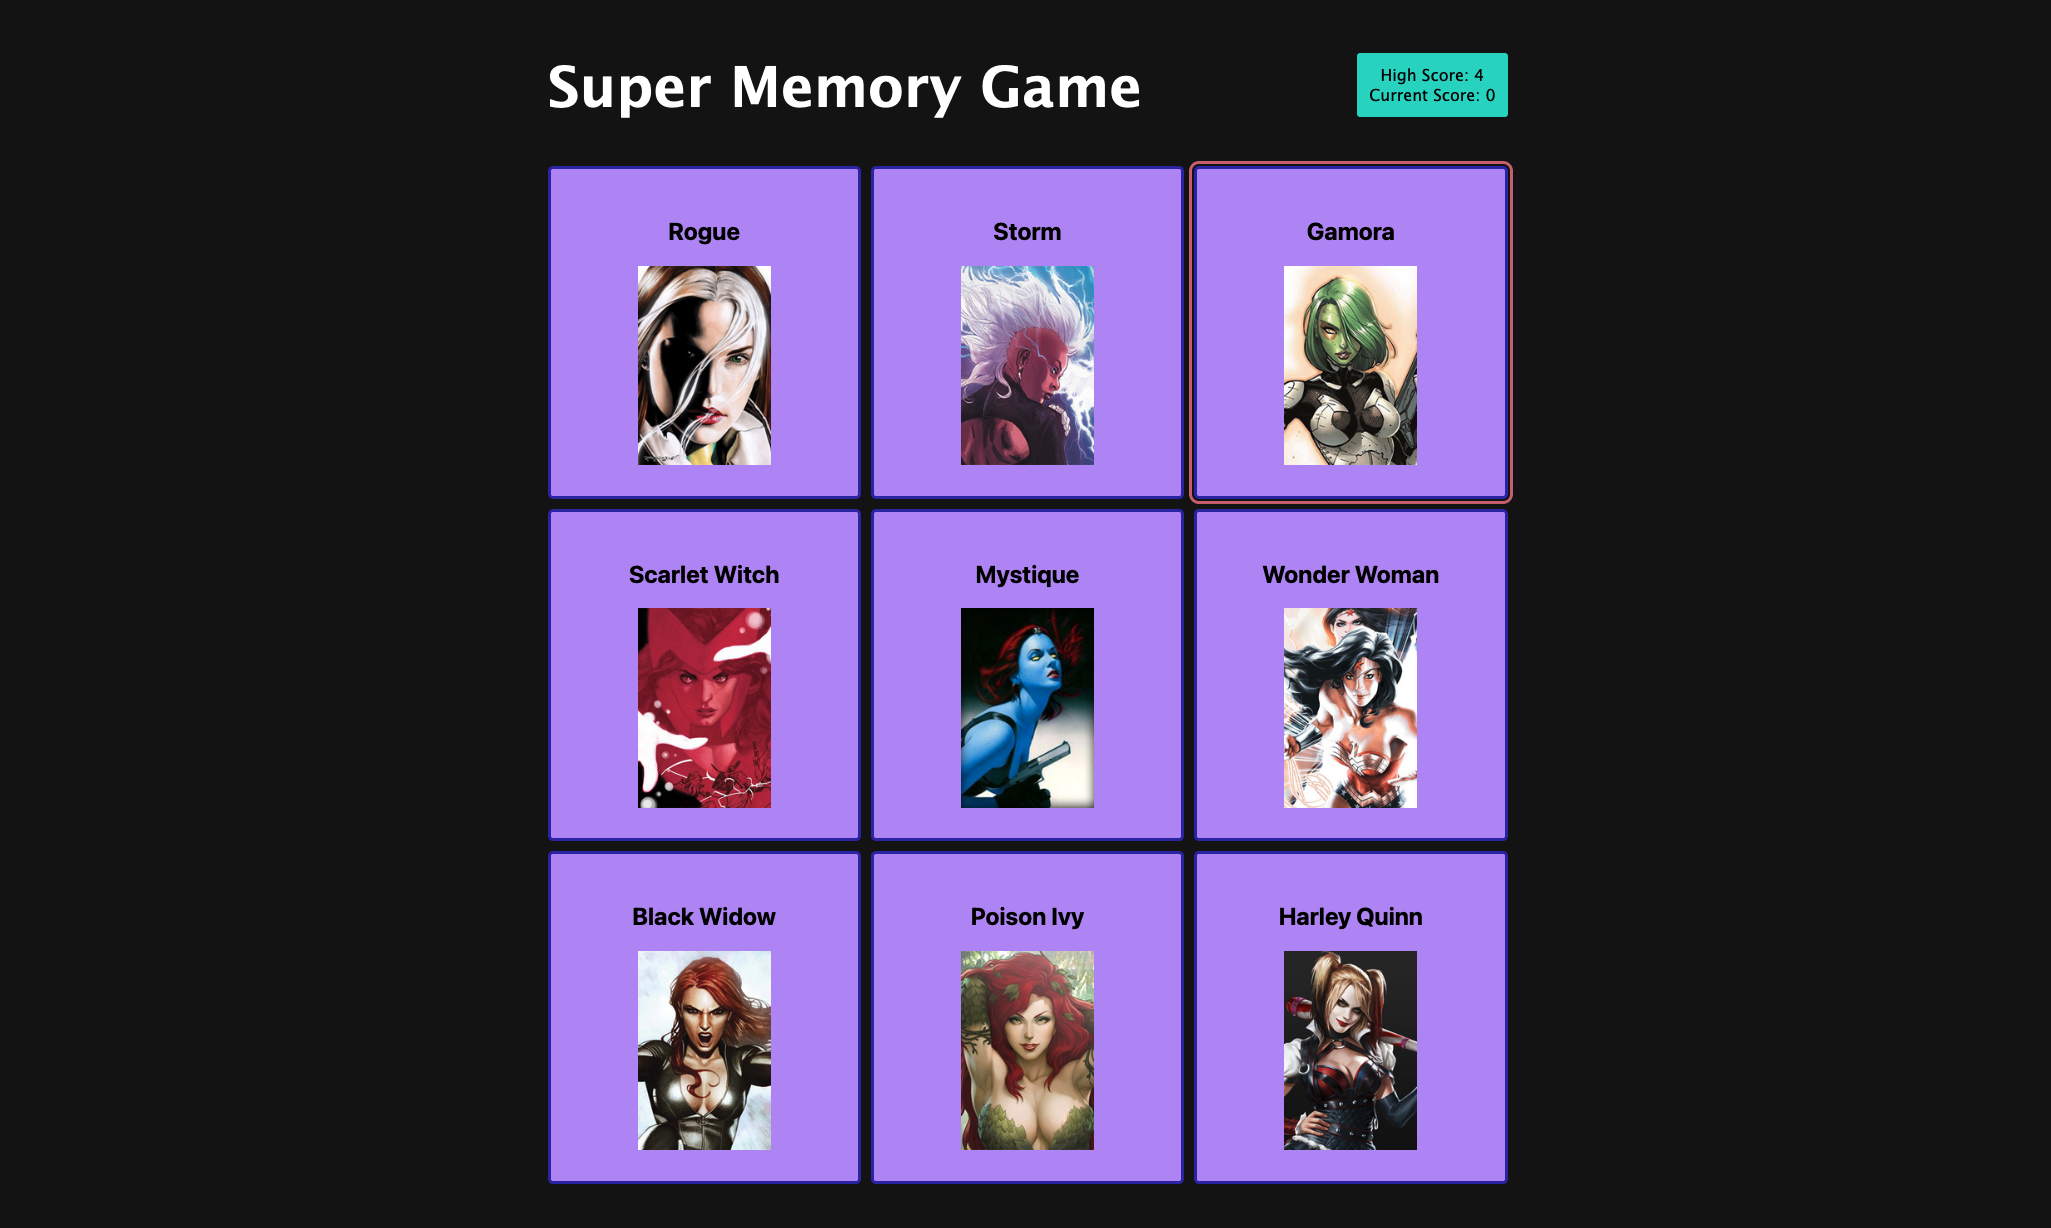 Super Memory Game
High Score: 4
Current Score: 0
Rogue
Storm
Gamora
Scarlet Witch
Mystique
Wonder Woman
Black Widow
Poison Ivy
Harley Quinn